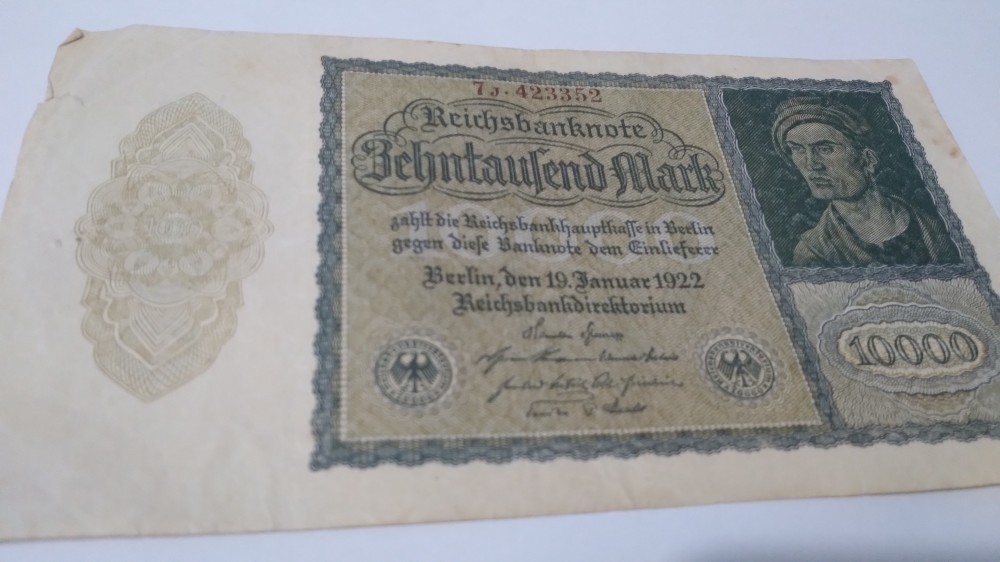 7J·423352
Reichsbanknote
Zehntausend Mark
zahlt die Reichsbankhauptkasse in Berlin
gegen diese Banknote dem Einlieferer
Berlin, den 19. Januar 1922
Reichsbankdirektorium
10000